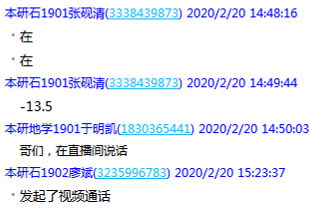 本研石1901张砚清(3338439873) 2020/2/20 14:48:16
• 在
• 在
本研石1901张砚清(3338439873) 2020/2/20 14:49:44
-13.5
本研地学1901于明凯(1830365441) 2020/2/20 14:50:03
哥们，在直播间说话
本研石1902廖斌(3235996783) 2020/2/20 15:23:37
• 发起了视频通话